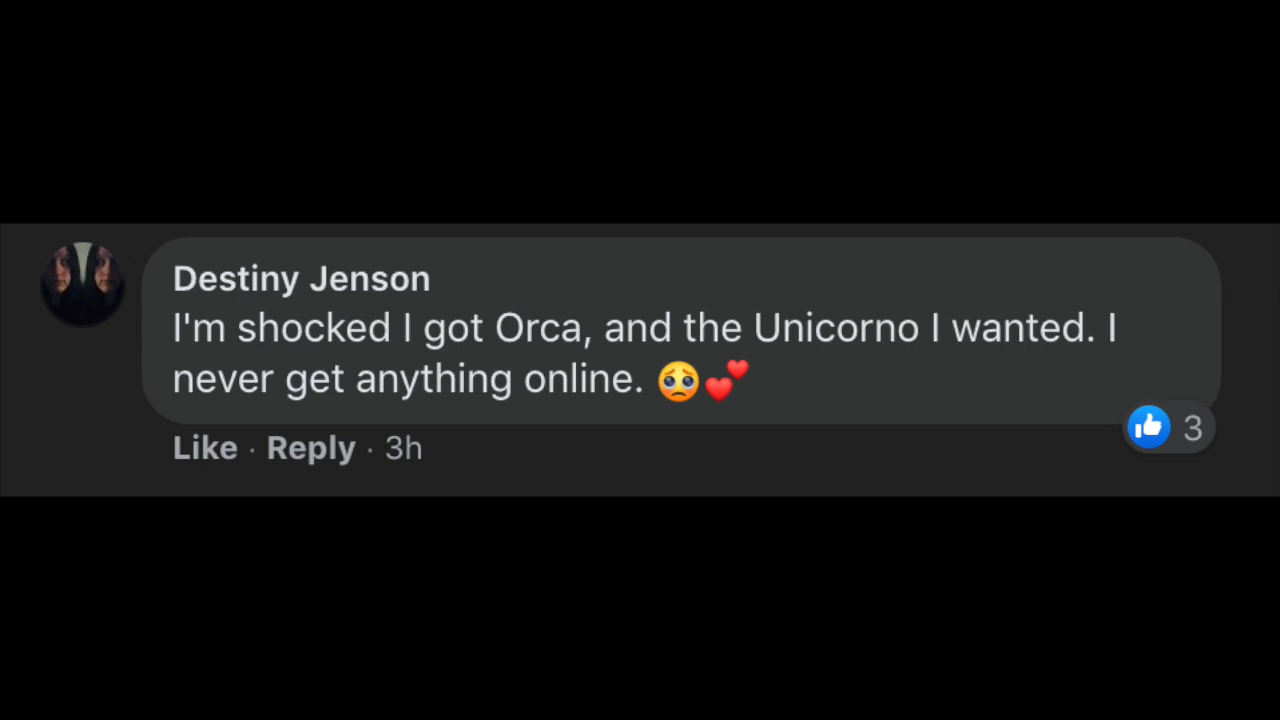 Destiny Jenson
I'm shocked I got Orca, and the Unicorno I wanted. I
never get anything online. 🥺💕
Like · Reply · 3h
3